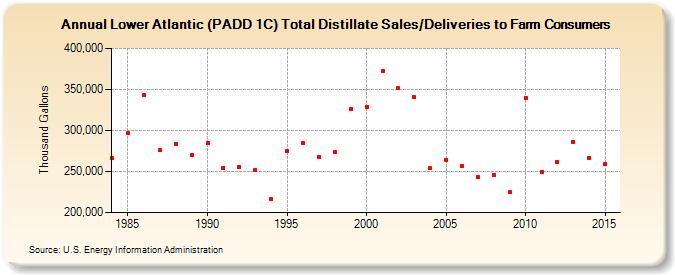 Annual Lower Atlantic (PADD 1C) Total Distillate Sales/Deliveries to Farm Consumers
Thousand Gallons
400,000
350,000
300,000
250,000
200,000
1985 1990 1995 2000 2005 2010 2015
Source: U.S. Energy Information Administration